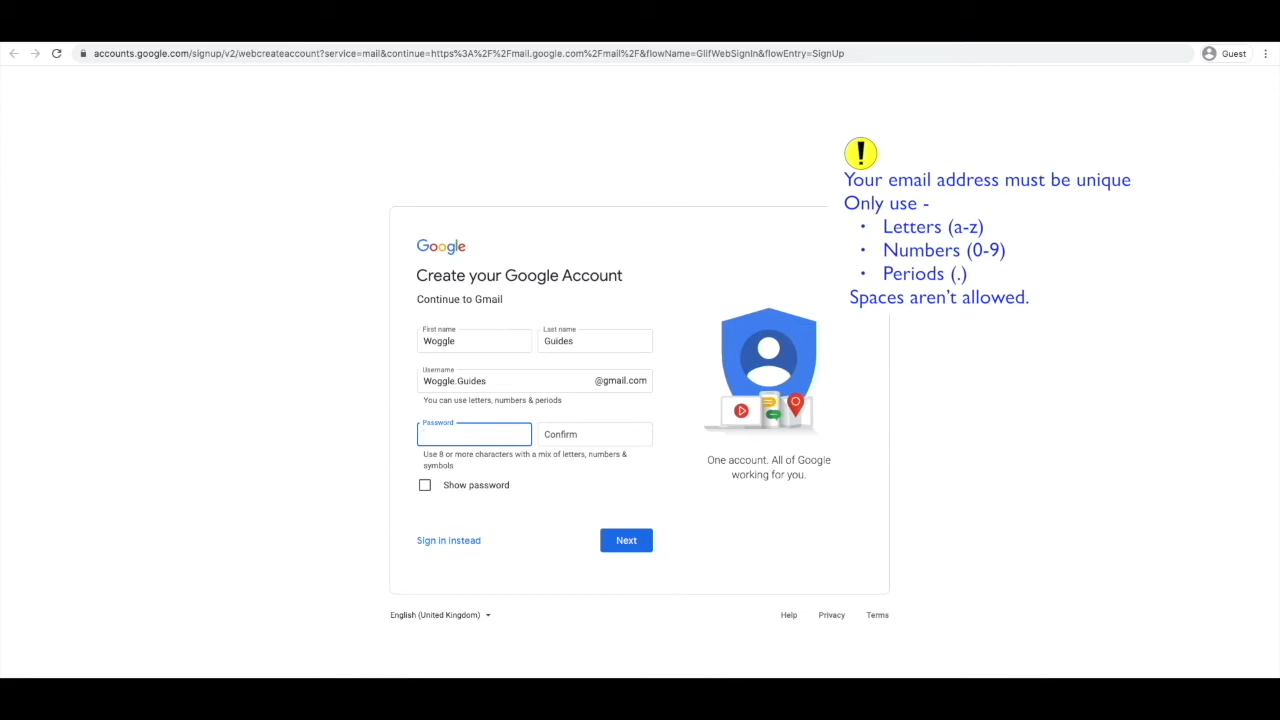 accounts.google.com/signup/v2/webcreateaccount?service=mail&continue=https%3A%2F%2Fmail.google.com%2Fmail%2F&flowName=GlifWebSignIn&flowEntry=SignUp
Guest
!
Your email address must be unique
Only use -
• Letters (a-z)
• Numbers (0-9)
• Periods (.)
Spaces aren't allowed.
Google
Create your Google Account
Continue to Gmail
First name
Woggle
Last name
Guides
Username
Woggle.Guides
@gmail.com
You can use letters, numbers & periods
Password
Confirm
Use 8 or more characters with a mix of letters, numbers &
symbols
Show password
One account. All of Google
working for you.
Sign in instead
Next
English (United Kingdom)
Help
Privacy
Terms